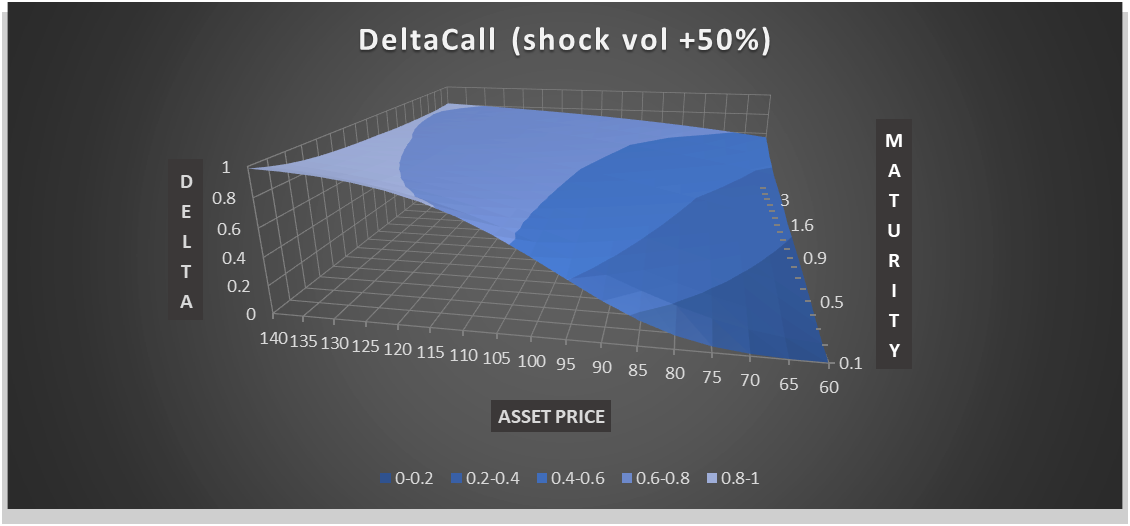 DeltaCall (shock vol +50%)
DELTA
1
0.8
0.6
0.4
0.2
0
140 135 130 125 120 115 110 105 100 95 90 85 80 75 70 65 60
ASSET PRICE
3
1.6
0.9
0.5
0.1
MATURITY
0-0.2 0.2-0.4 0.4-0.6 0.6-0.8 0.8-1